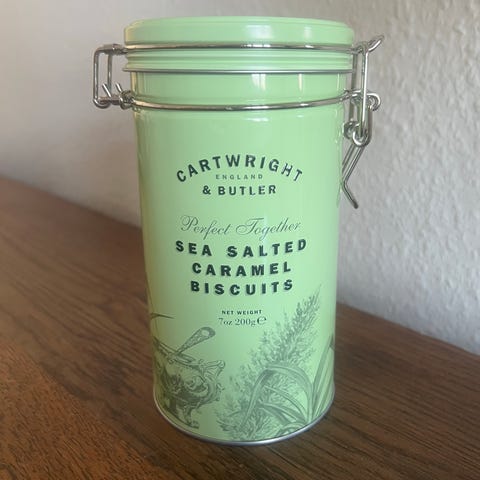 CARTWRIGHT
ENGLAND
& BUTLER
Perfect Together
SEA SALTED
CARAMEL
BISCUITS
NET WEIGHT
7oz 200g℮